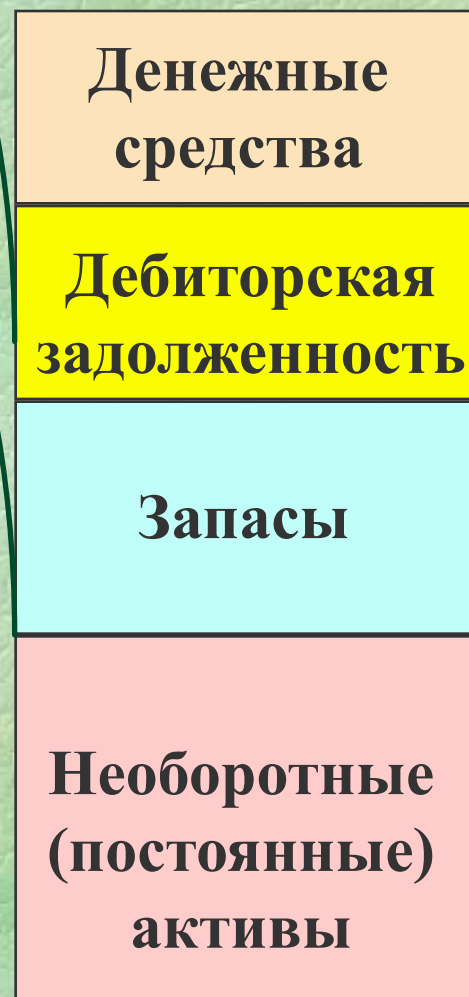 Денежные
средства
Дебиторская
задолженность
Запасы
Необоротные
(постоянные)
активы